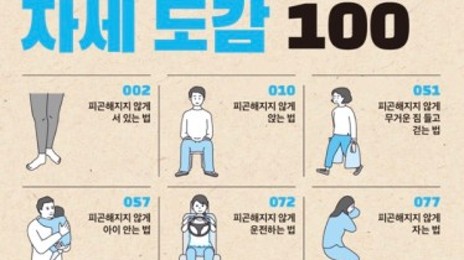 자세 도감 100
002
피곤해지지 않게
서 있는 법
010
피곤해지지 않게
앉는 법
051
피곤해지지 않게
무거운 짐 들고
걷는 법
057
피곤해지지 않게
아이 안는 법
072
피곤해지지 않게
운전하는 법
077
피곤해지지 않게
자는 법